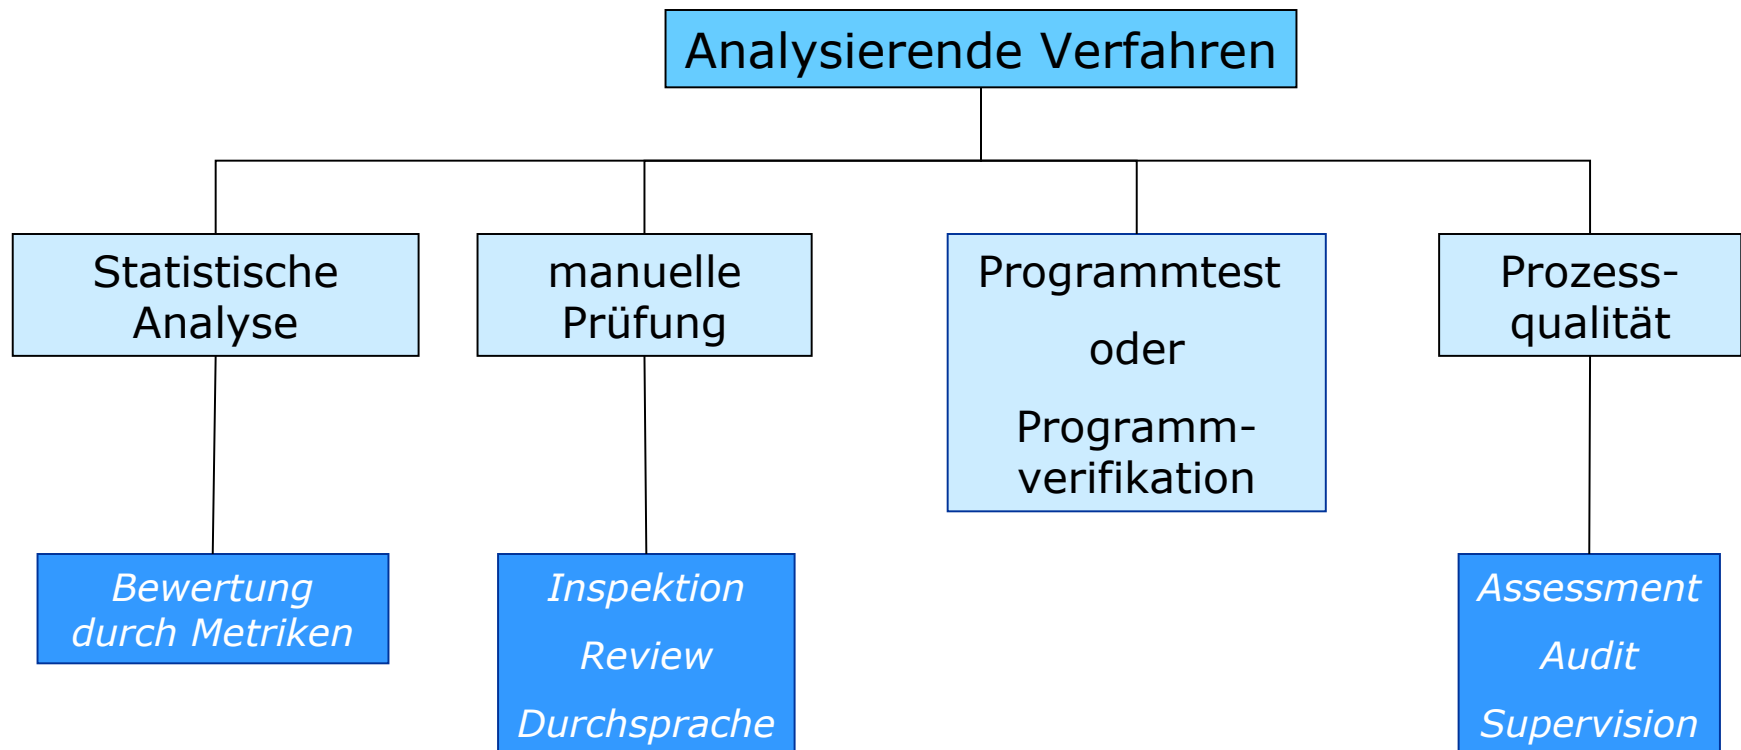 Analysierende Verfahren
Statistische
Analyse
manuelle
Prüfung
Programmtest
oder
Programm-
verifikation
Prozess-
qualität
Bewertung
durch Metriken
Inspektion
Review
Durchsprache
Assessment
Audit
Supervision